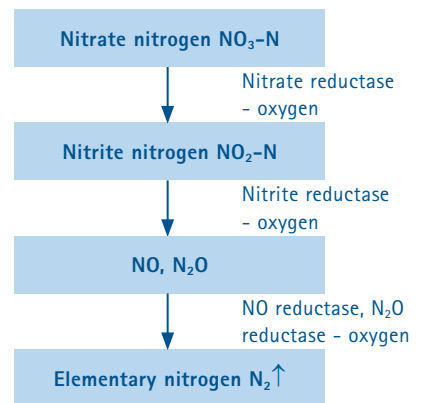 Nitrate nitrogen NO₃-N
Nitrate reductase
- oxygen
Nitrite nitrogen NO₂-N
Nitrite reductase
- oxygen
NO, N₂O
NO reductase, N₂O
reductase - oxygen
Elementary nitrogen N₂↑